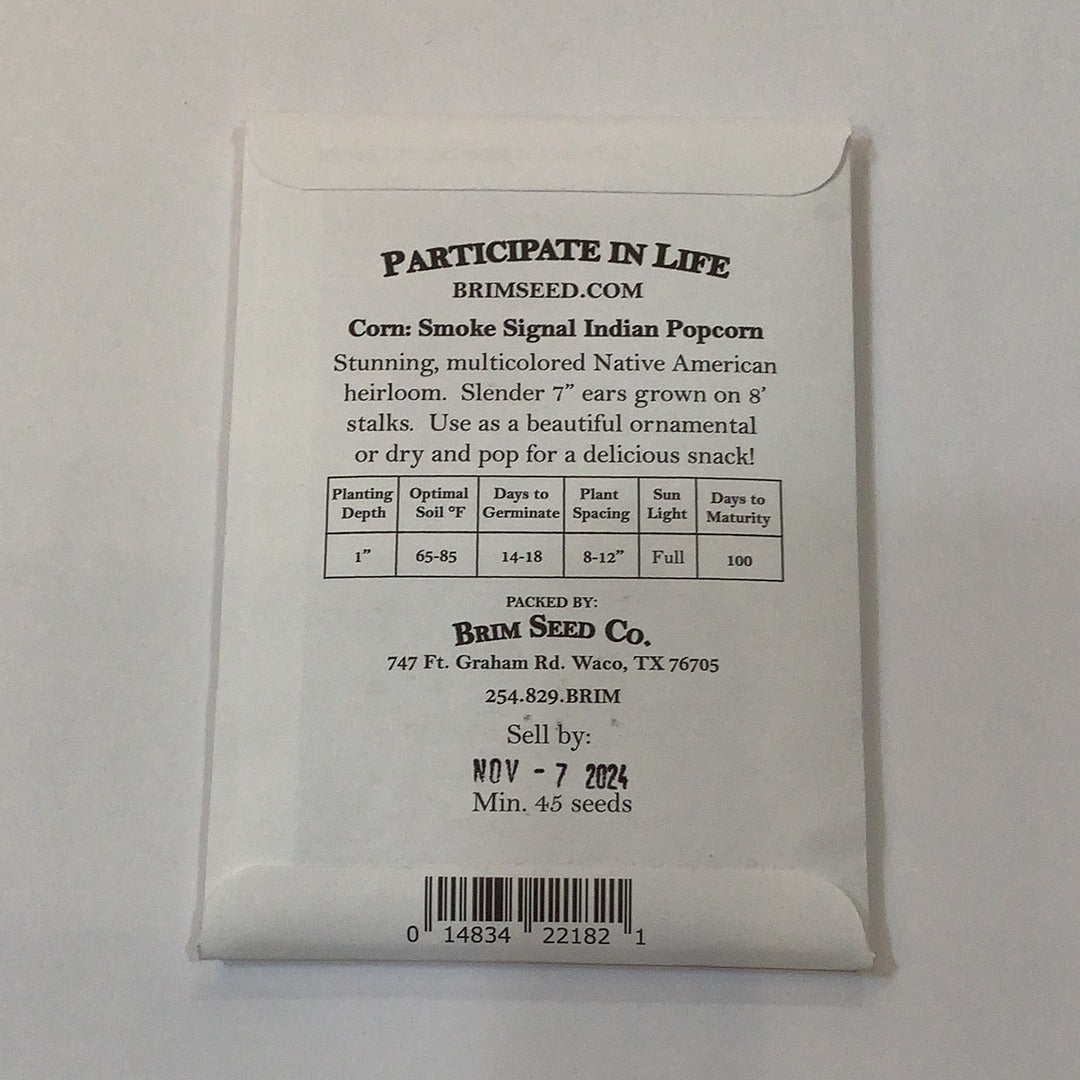 PARTICIPATE IN LIFE
BRIMSEED.COM
Corn: Smoke Signal Indian Popcorn
Stunning, multicolored Native American
heirloom. Slender 7” ears grown on 8’
stalks. Use as a beautiful ornamental
or dry and pop for a delicious snack!
Planting Depth Optimal Soil °F Days to Germinate Plant Spacing Sun Light Days to Maturity
1” 65-85 14-18 8-12” Full 100
PACKED BY:
BRIM SEED CO.
747 Ft. Graham Rd. Waco, TX 76705
254.829.BRIM
Sell by:
NOV - 7 2024
Min. 45 seeds
0 14834 22182 1